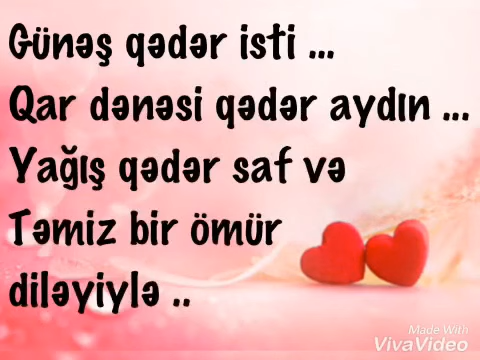 Günəş qədər isti ...
Qar dənəsi qədər aydın ...
Yağış qədər saf və
Təmiz bir ömür
diləyiylə ..
Made With
VivaVideo